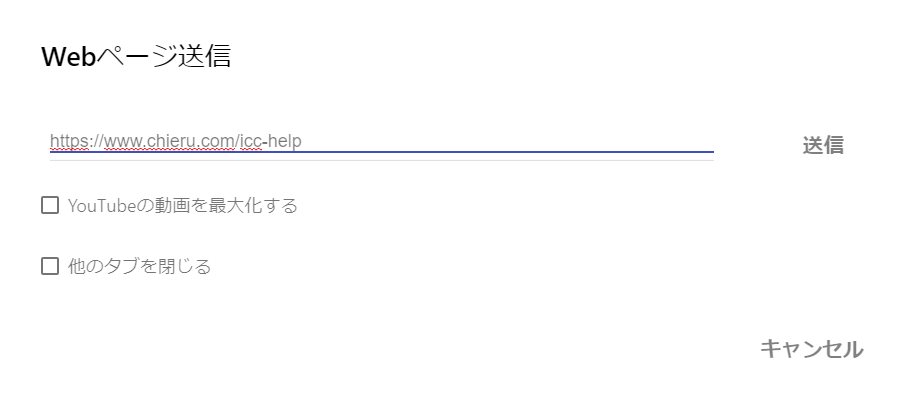 Webページ送信
https://www.chieru.com/icc-help
送信
YouTubeの動画を最大化する
他のタブを閉じる
キャンセル